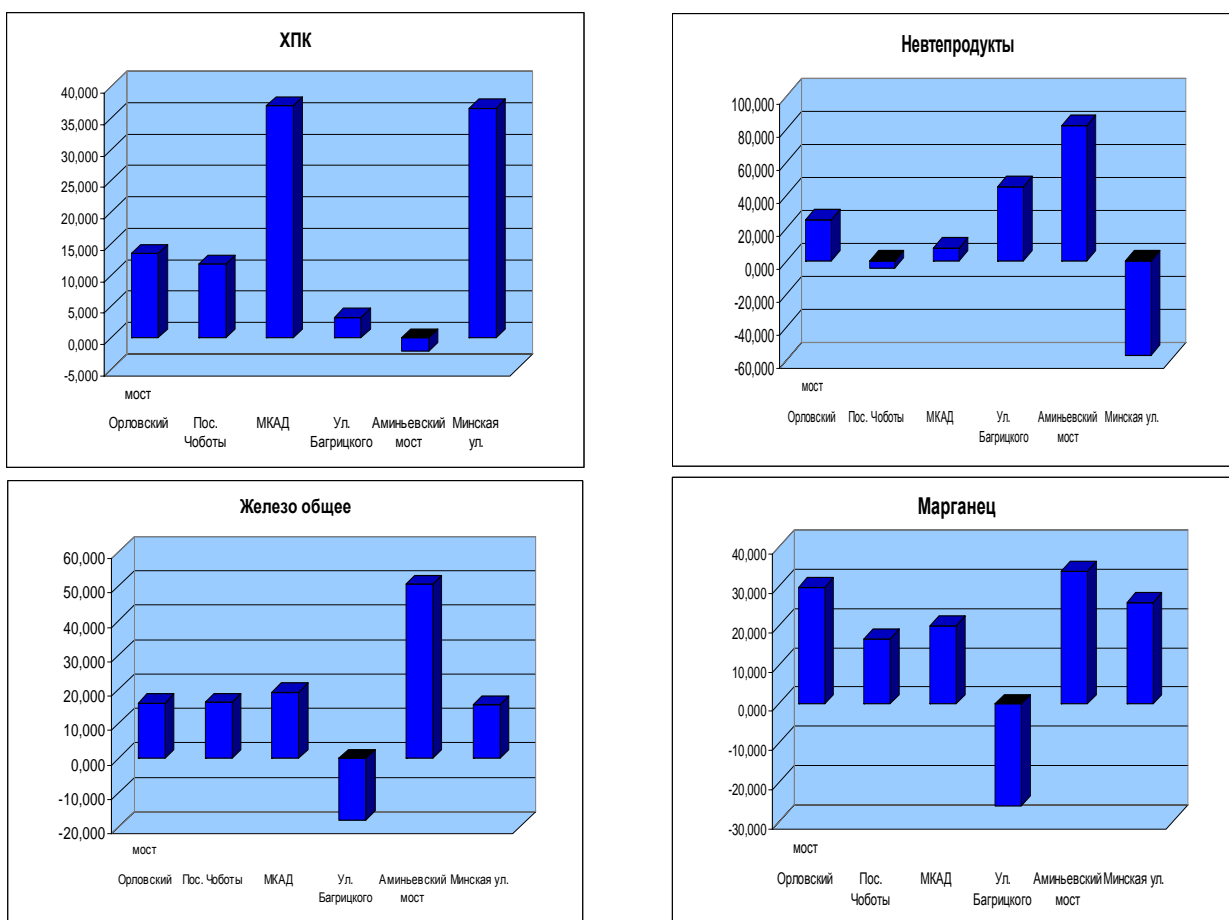 ХПК
40,000
35,000
30,000
25,000
20,000
15,000
10,000
5,000
0,000
-5,000
мост
Орловский Пос. МКАД Ул. Аминьевский Минская
Чоботы Багрицкого мост ул.
Невтепродукты
100,000
80,000
60,000
40,000
20,000
0,000
-20,000
-40,000
-60,000
мост
Орловский Пос. Чоботы МКАД Ул. Аминьевский Минская ул.
Багрицкого мост
Железо общее
60,000
50,000
40,000
30,000
20,000
10,000
0,000
-10,000
-20,000
мост
Орловский Пос. Чоботы МКАД Ул. Аминьевский Минская ул.
Багрицкого мост
Марганец
40,000
30,000
20,000
10,000
0,000
-10,000
-20,000
-30,000
мост
Орловский Пос. МКАД Ул. Аминьевский Минская ул.
Чоботы Багрицкого мост